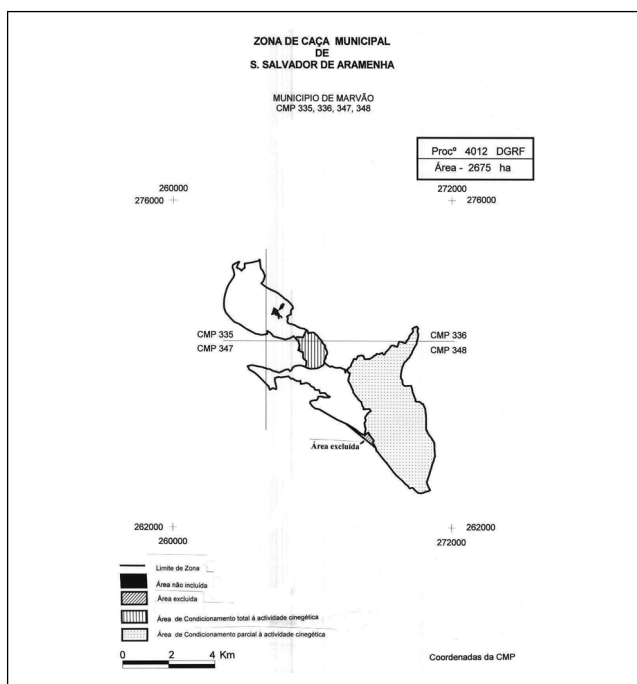 ZONA DE CAÇA MUNICIPAL
DE
S. SALVADOR DE ARAMENHA
MUNICIPIO DE MARVÃO
CMP 335, 336, 347, 348
Procº 4012 DGRF
Área - 2675 ha
260000
276000
272000
276000
CMP 335
CMP 347
CMP 336
CMP 348
Área excluída
262000
260000
262000
272000
Limite de Zona
Área não incluída
Área excluída
Área de Condicionamento total á actividade cinegética
Área de Condicionamento parcial à actividade cinegética
0 2 4 Km
Coordenadas da CMP